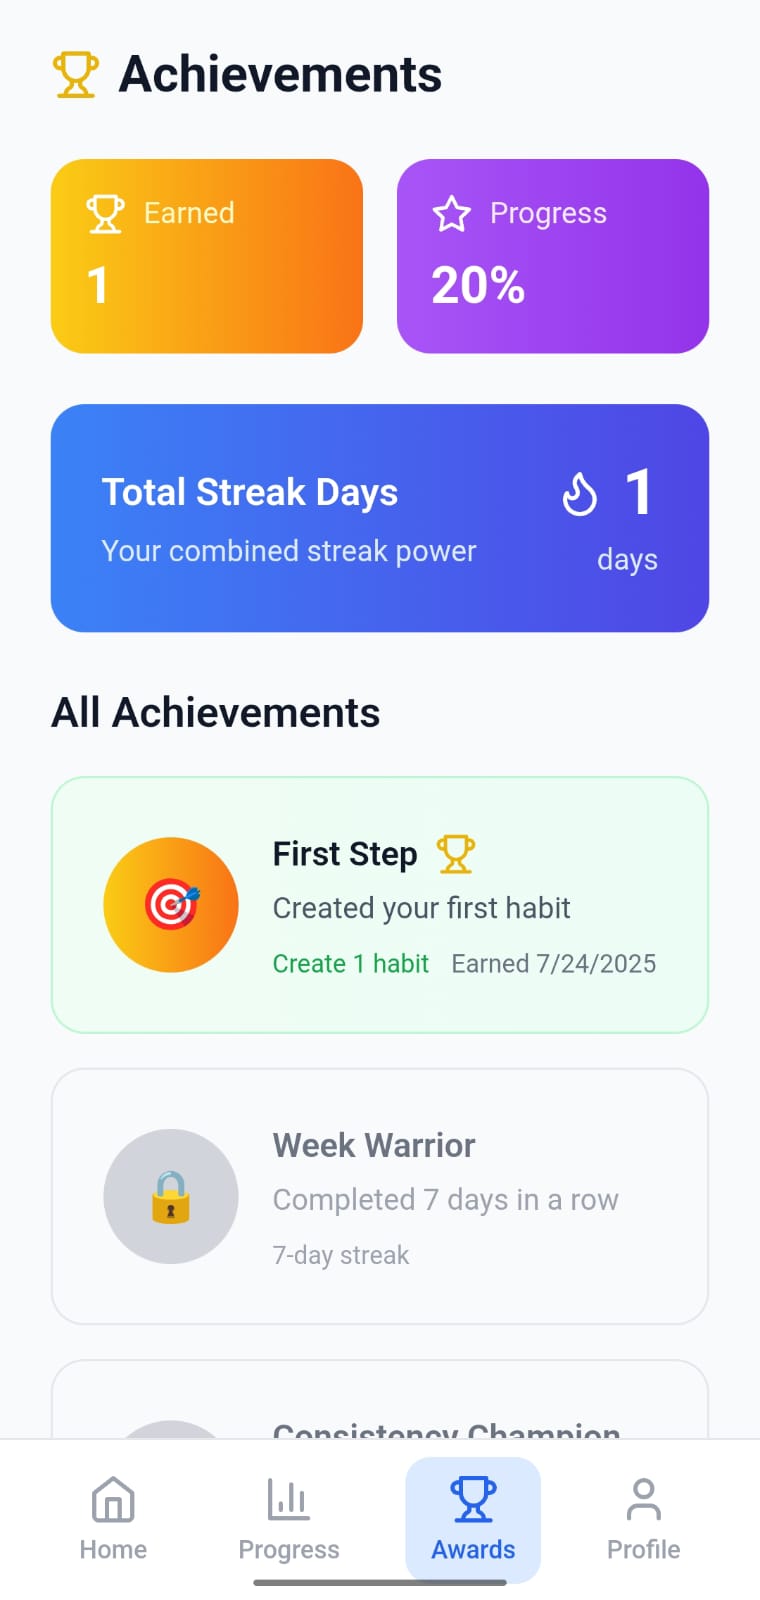 Achievements
Earned
1
Progress
20%
Total Streak Days
Your combined streak power
1
days
All Achievements
First Step
Created your first habit
Create 1 habit Earned 7/24/2025
Week Warrior
Completed 7 days in a row
7-day streak
Consistency Champion
Home Progress Awards Profile